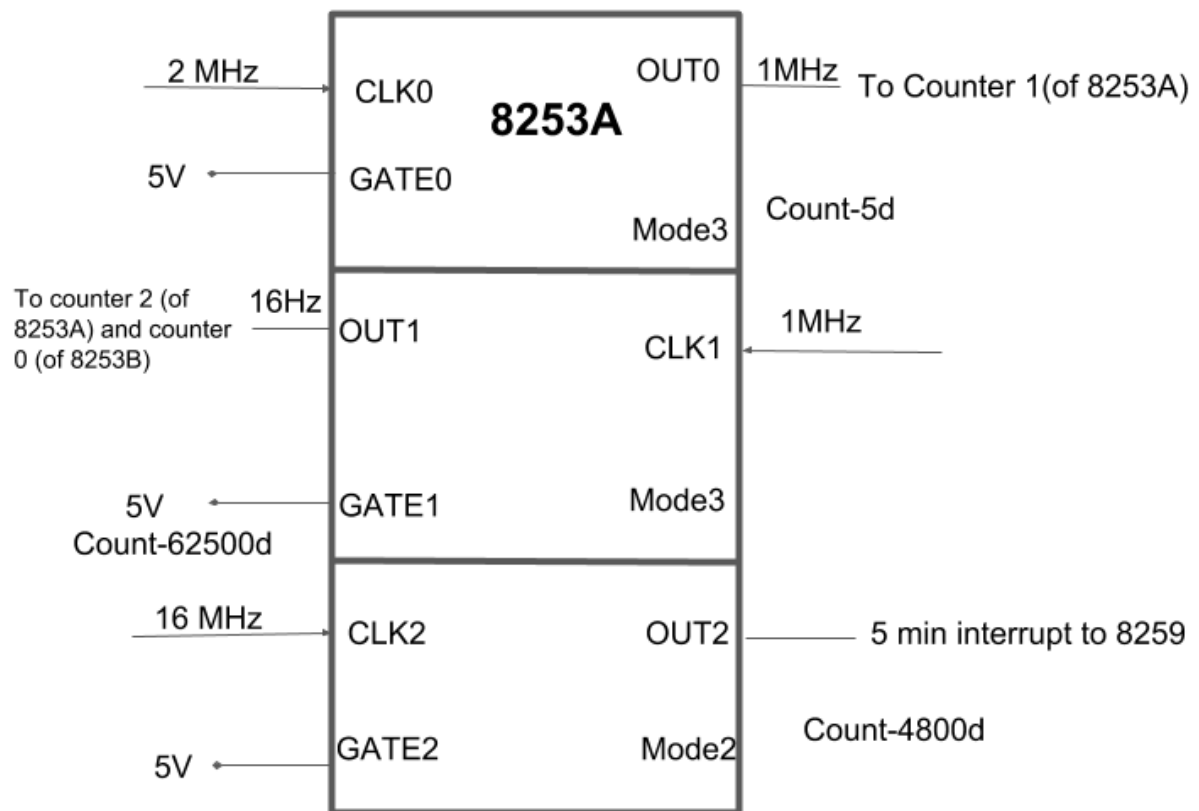 2 MHz
CLK0
OUT0
1MHz
To Counter 1(of 8253A)
8253A
5V
GATE0
Mode3
Count-5d
To counter 2 (of
8253A) and counter
0 (of 8253B)
16Hz
OUT1
CLK1
1MHz
5V
GATE1
Mode3
Count-62500d
16 MHz
CLK2
OUT2
5 min interrupt to 8259
Count-4800d
5V
GATE2
Mode2